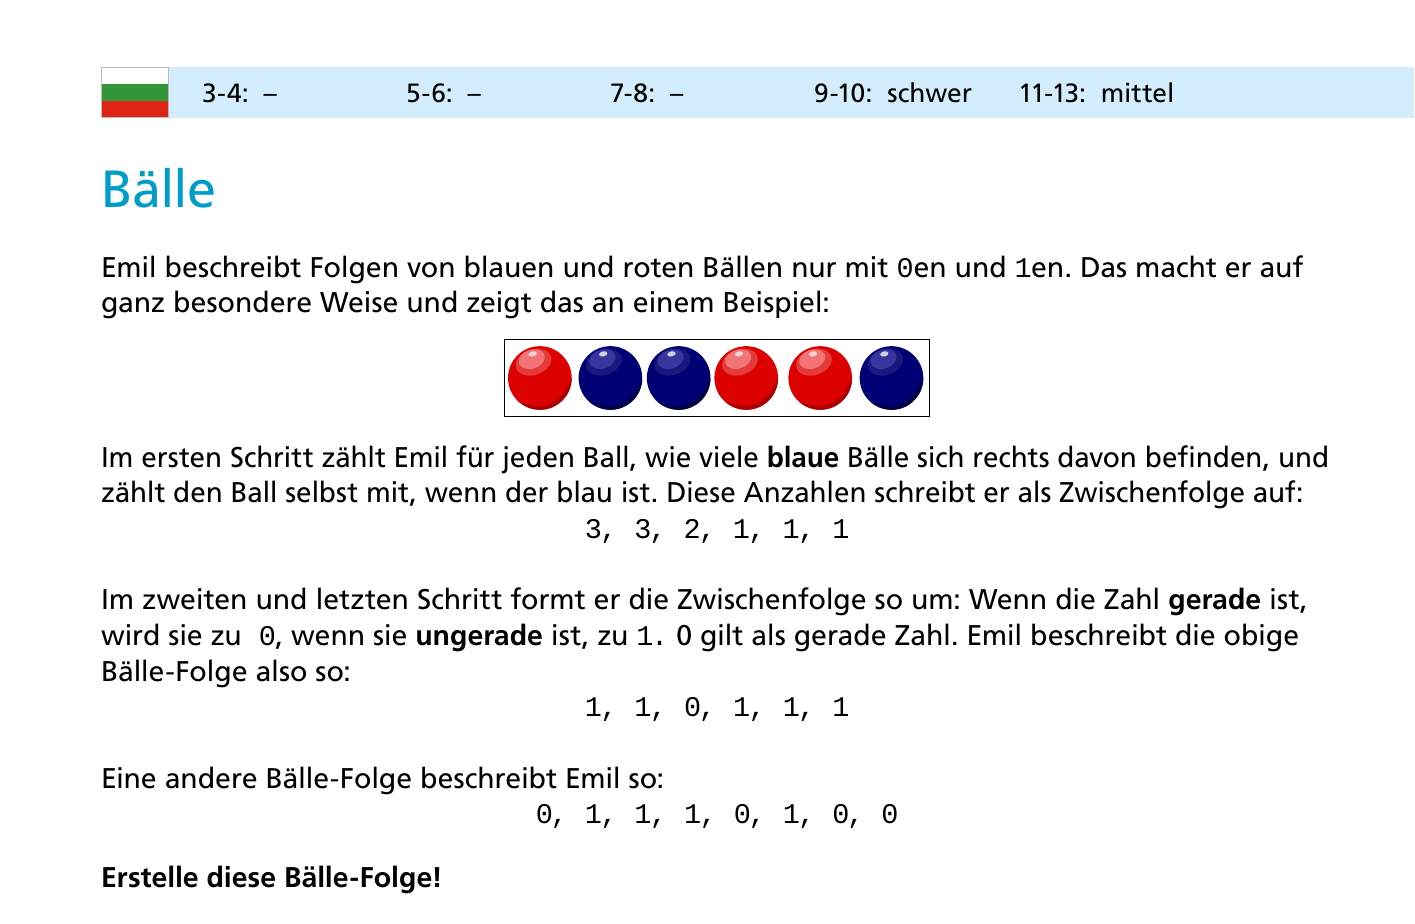 3-4: – 5-6: – 7-8: – 9-10: schwer 11-13: mittel
Bälle
Emil beschreibt Folgen von blauen und roten Bällen nur mit 0en und 1en. Das macht er auf
ganz besondere Weise und zeigt das an einem Beispiel:
Im ersten Schritt zählt Emil für jeden Ball, wie viele blaue Bälle sich rechts davon befinden, und
zählt den Ball selbst mit, wenn der blau ist. Diese Anzahlen schreibt er als Zwischenfolge auf:
3, 3, 2, 1, 1, 1
Im zweiten und letzten Schritt formt er die Zwischenfolge so um: Wenn die Zahl gerade ist,
wird sie zu 0, wenn sie ungerade ist, zu 1. 0 gilt als gerade Zahl. Emil beschreibt die obige
Bälle-Folge also so:
1, 1, 0, 1, 1, 1
Eine andere Bälle-Folge beschreibt Emil so:
0, 1, 1, 1, 0, 1, 0, 0
Erstelle diese Bälle-Folge!